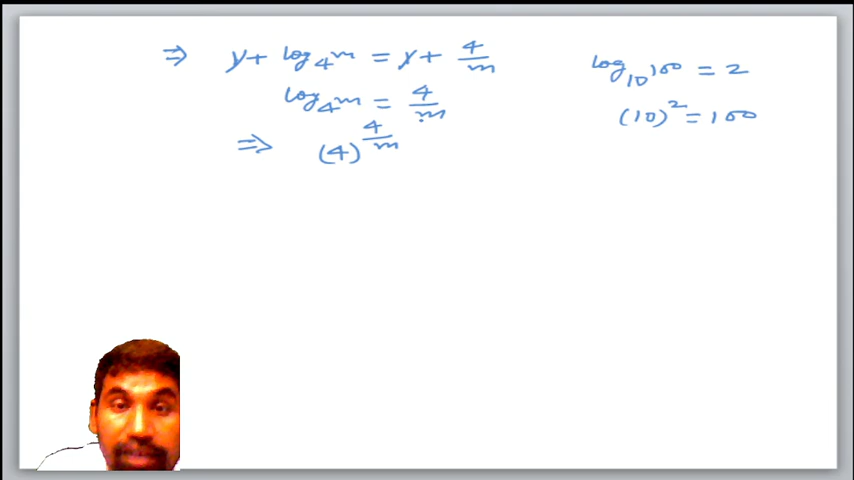 ⇒ y + log₄m = y + 4/m
log₄m = 4/m
⇒ (4)^(4/m)
log₁₀100 = 2
(10)² = 100